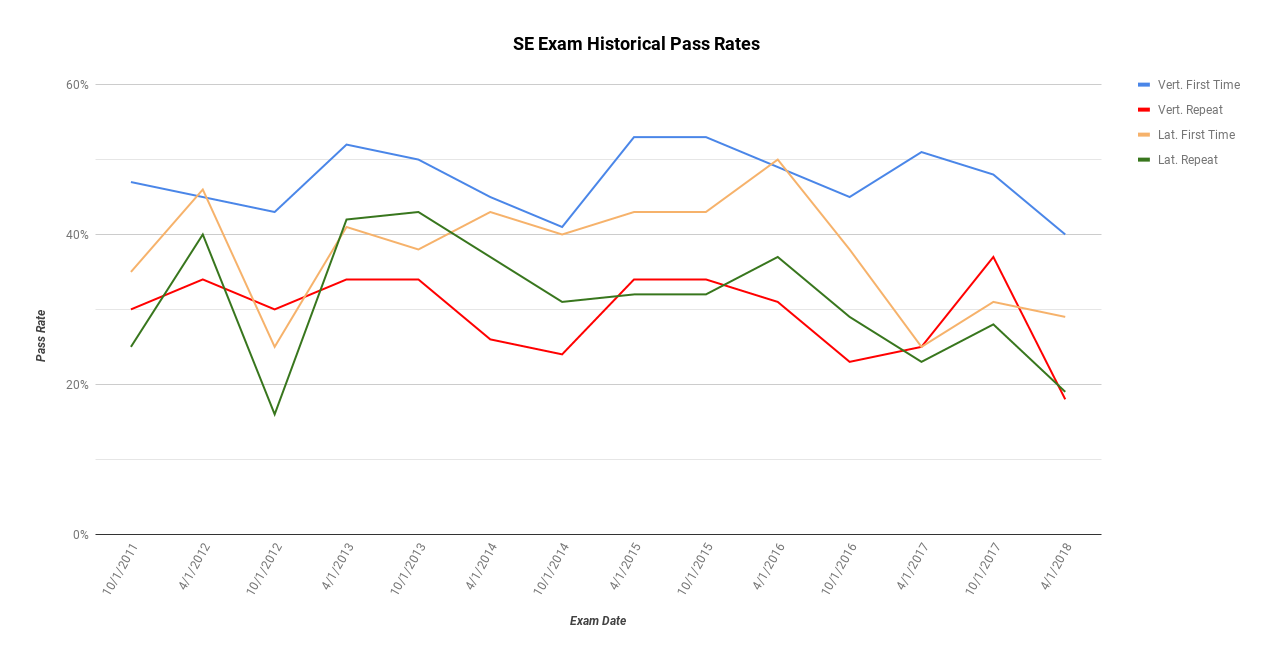 SE Exam Historical Pass Rates
60%
40%
20%
0%
Pass Rate
Vert. First Time
Vert. Repeat
Lat. First Time
Lat. Repeat
10/1/2011
4/1/2012
10/1/2012
4/1/2013
10/1/2013
4/1/2014
10/1/2014
4/1/2015
10/1/2015
4/1/2016
10/1/2016
4/1/2017
10/1/2017
4/1/2018
Exam Date